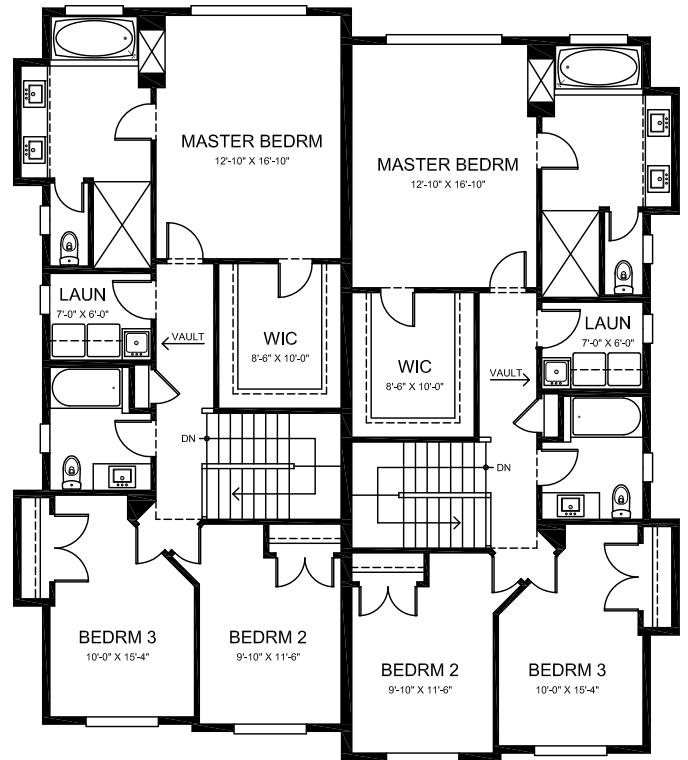 MASTER BEDRM
12'-10" X 16'-10"
MASTER BEDRM
12'-10" X 16'-10"
LAUN
7'-0" X 6'-0"
VAULT
WIC
8'-6" X 10'-0"
LAUN
7'-0" X 6'-0"
WIC
8'-6" X 10'-0"
VAULT
DN
DN
BEDRM 3
10'-0" X 15'-4"
BEDRM 2
9'-10" X 11'-6"
BEDRM 2
9'-10" X 11'-6"
BEDRM 3
10'-0" X 15'-4"